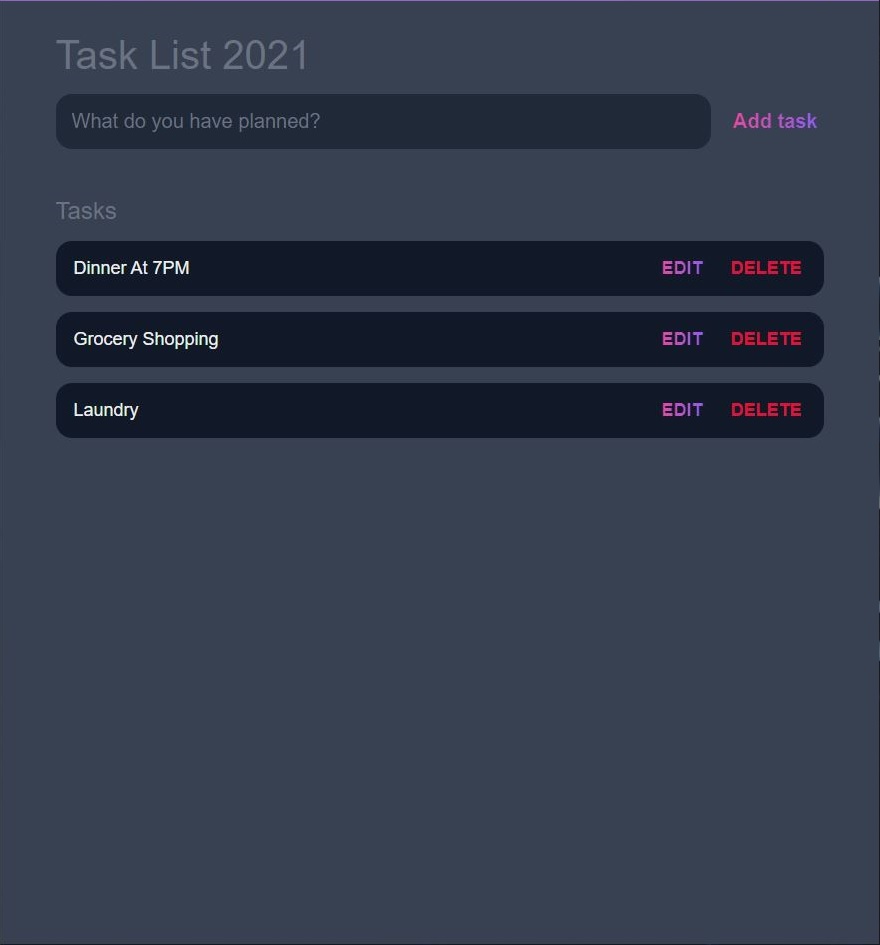 Task List 2021
What do you have planned? Add task
Tasks
Dinner At 7PM EDIT DELETE
Grocery Shopping EDIT DELETE
Laundry EDIT DELETE